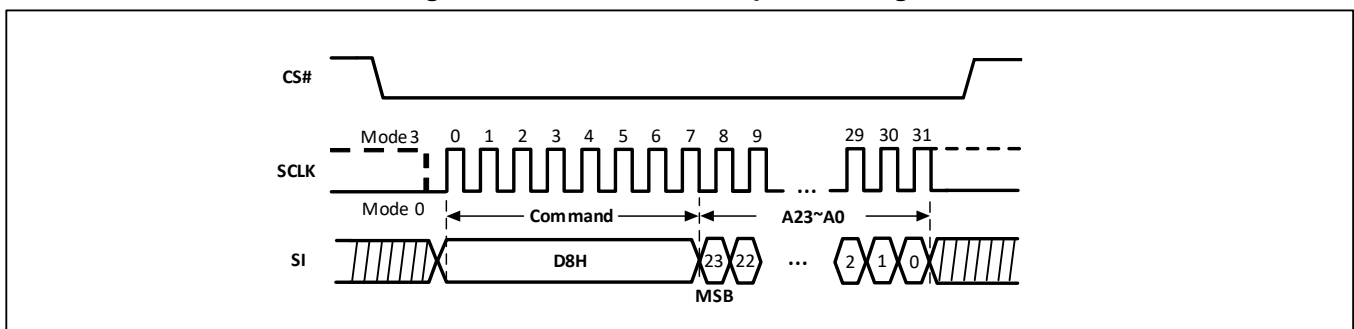 CS#
Mode 3 0 1 2 3 4 5 6 7 8 9 29 30 31
SCLK
...
Mode 0
Command A23~A0
SI D8H 23 22 ... 2 1 0
MSB